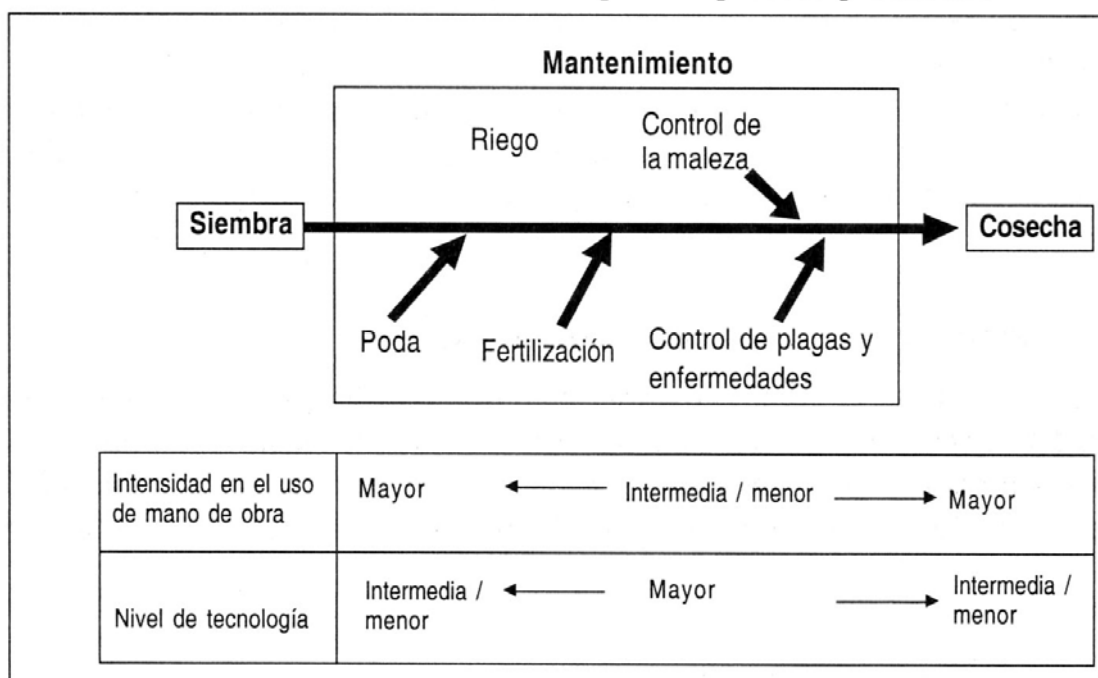 Mantenimiento
Riego
Control de
la maleza
Siembra
Cosecha
Poda
Fertilización
Control de plagas y
enfermedades
Intensidad en el uso
de mano de obra
Mayor
Intermedia / menor
Mayor
Nivel de tecnología
Intermedia /
menor
Mayor
Intermedia /
menor